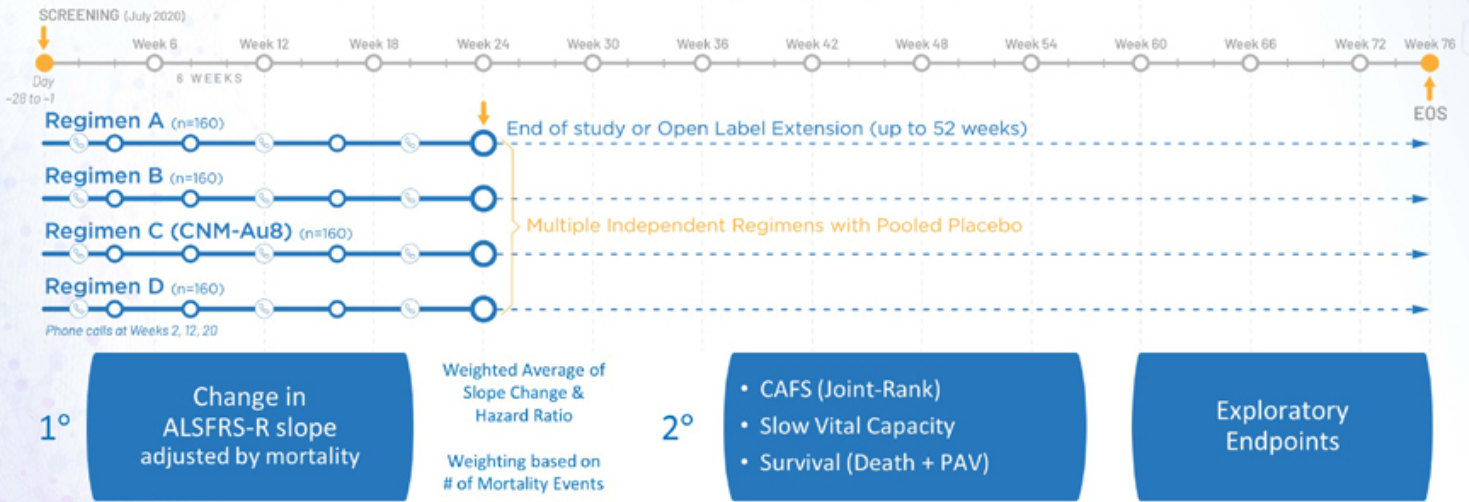 SCREENING (July 2020)
Week 6 Week 12 Week 18 Week 24 Week 30 Week 36 Week 42 Week 48 Week 54 Week 60 Week 66 Week 72 Week 76
Day
-28 to -1
6 WEEKS
EOS
Regimen A (n=160)
End of study or Open Label Extension (up to 52 weeks)
Regimen B (n=160)
Multiple Independent Regimens with Pooled Placebo
Regimen C (CNM-Au8) (n=160)
Regimen D (n=160)
Phone calls at Weeks 2, 12, 20
1°
Change in
ALSFRS-R slope
adjusted by mortality
Weighted Average of
Slope Change &
Hazard Ratio
Weighting based on
# of Mortality Events
2°
• CAFS (Joint-Rank)
• Slow Vital Capacity
• Survival (Death + PAV)
Exploratory
Endpoints